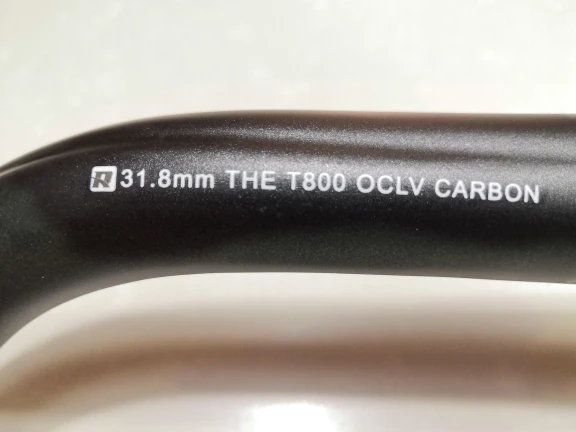 R 31.8mm THE T800 OCLV CARBON